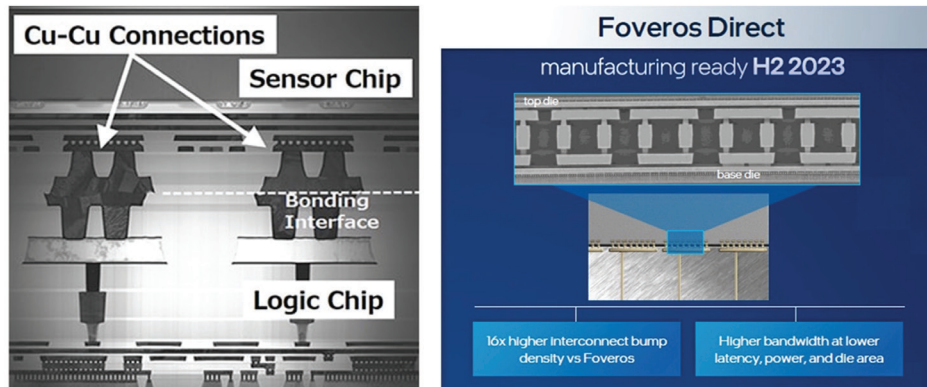 Cu-Cu Connections
Sensor Chip
Bonding
Interface
Logic Chip
Foveros Direct
manufacturing ready H2 2023
top die
base die
16x higher interconnect bump
density vs Foveros
Higher bandwidth at lower
latency, power, and die area